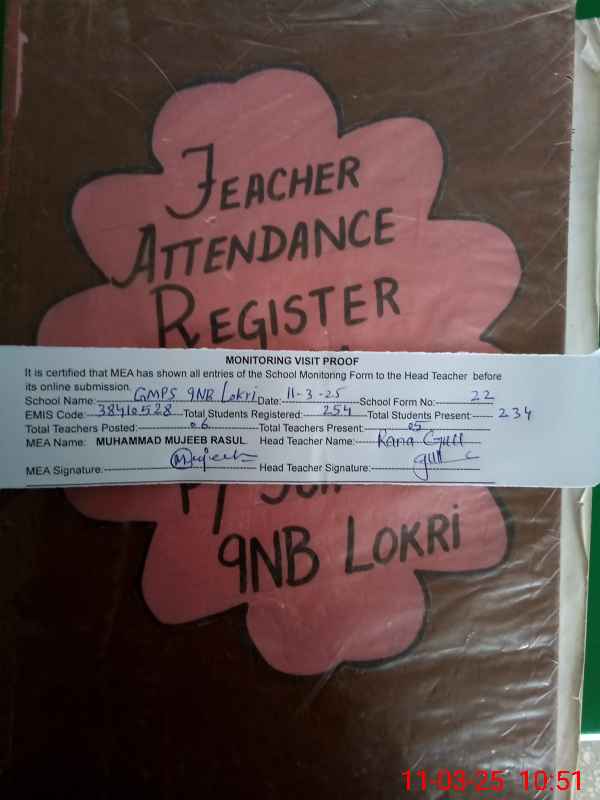 TEACHER
ATTENDANCE
REGISTER
MONITORING VISIT PROOF
It is certified that MEA has shown all entries of the School Monitoring Form to the Head Teacher before
its online submission.
School Name: GMPS 9NB Lokri Date: 11-3-25 School Form No: 22
EMIS Code: 38410528 Total Students Registered: 254 Total Students Present: 234
Total Teachers Posted: 06 Total Teachers Present: 05
MEA Name: MUHAMMAD MUJEEB RASUL Head Teacher Name: Rana Gull
MEA Signature: Mujeeb Head Teacher Signature: gull
9NB LOKRi
11-03-25 10:51